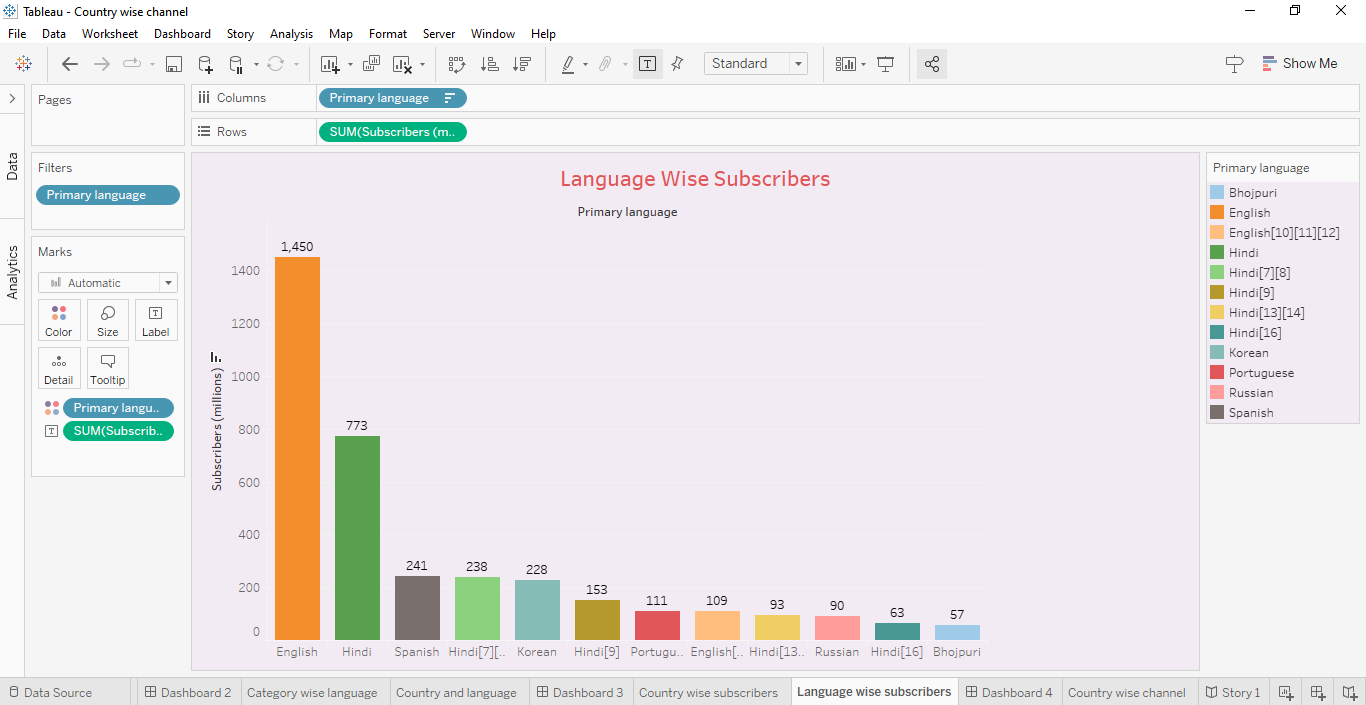 Tableau - Country wise channel
File Data Worksheet Dashboard Story Analysis Map Format Server Window Help
Standard
Show Me
Pages
Columns
Primary language
Rows
SUM(Subscribers (m..
Data
Analytics
Filters
Primary language
Marks
Automatic
Color Size Label
Detail Tooltip
Primary langu..
T SUM(Subscrib..
Language Wise Subscribers
Primary language
Subscribers (millions)
1400
1200
1000
800
600
400
200
0
1,450
773
241
238
228
153
111
109
93
90
63
57
English Hindi Spanish Hindi[7][.. Korean Hindi[9] Portugu.. English[.. Hindi[13.. Russian Hindi[16] Bhojpuri
Primary language
Bhojpuri
English
English[10][11][12]
Hindi
Hindi[7][8]
Hindi[9]
Hindi[13][14]
Hindi[16]
Korean
Portuguese
Russian
Spanish
Data Source Dashboard 2 Category wise language Country and language Dashboard 3 Country wise subscribers Language wise subscribers Dashboard 4 Country wise channel Story 1